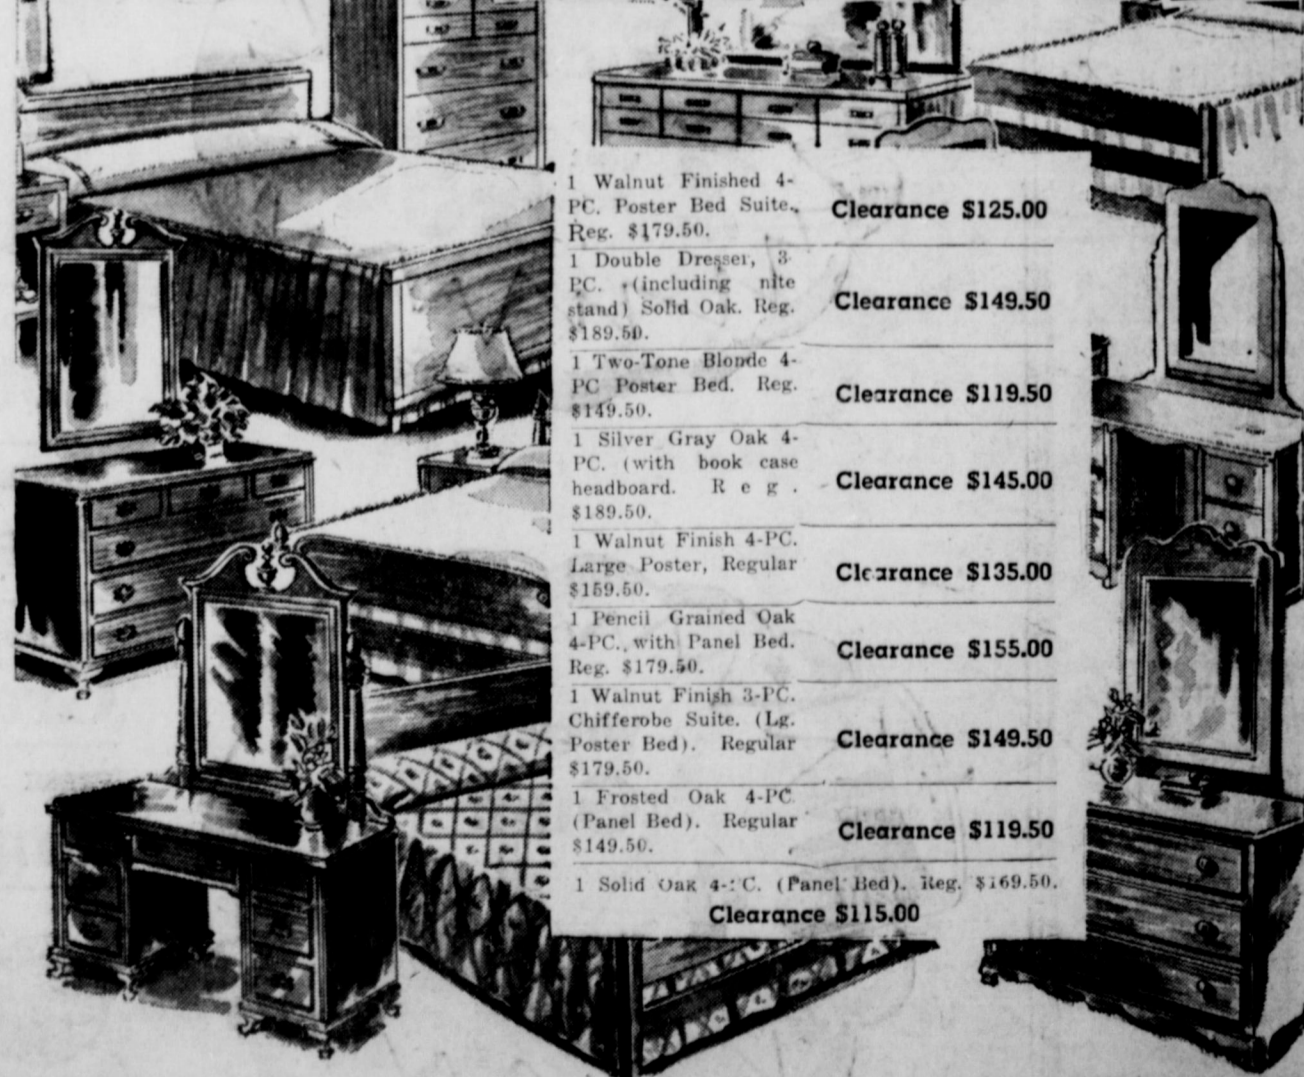 1 Walnut Finished 4-
PC. Poster Bed Suite.
Reg. $179.50.
Clearance $125.00
1 Double Dresser, 3-
PC. (including nite
stand) Solid Oak. Reg.
$189.50.
Clearance $149.50
1 Two-Tone Blonde 4-
PC Poster Bed. Reg.
$149.50.
Clearance $119.50
1 Silver Gray Oak 4-
PC. (with book case
headboard. Reg.
$189.50.
Clearance $145.00
1 Walnut Finish 4-PC.
Large Poster, Regular
$159.50.
Clearance $135.00
1 Pencil Grained Oak
4-PC., with Panel Bed.
Reg. $179.50.
Clearance $155.00
1 Walnut Finish 3-PC.
Chifferobe Suite. (Lg.
Poster Bed). Regular
$179.50.
Clearance $149.50
1 Frosted Oak 4-PC.
(Panel Bed). Regular
$149.50.
Clearance $119.50
1 Solid Oak 4-PC. (Panel Bed). Reg. $169.50.
Clearance $115.00